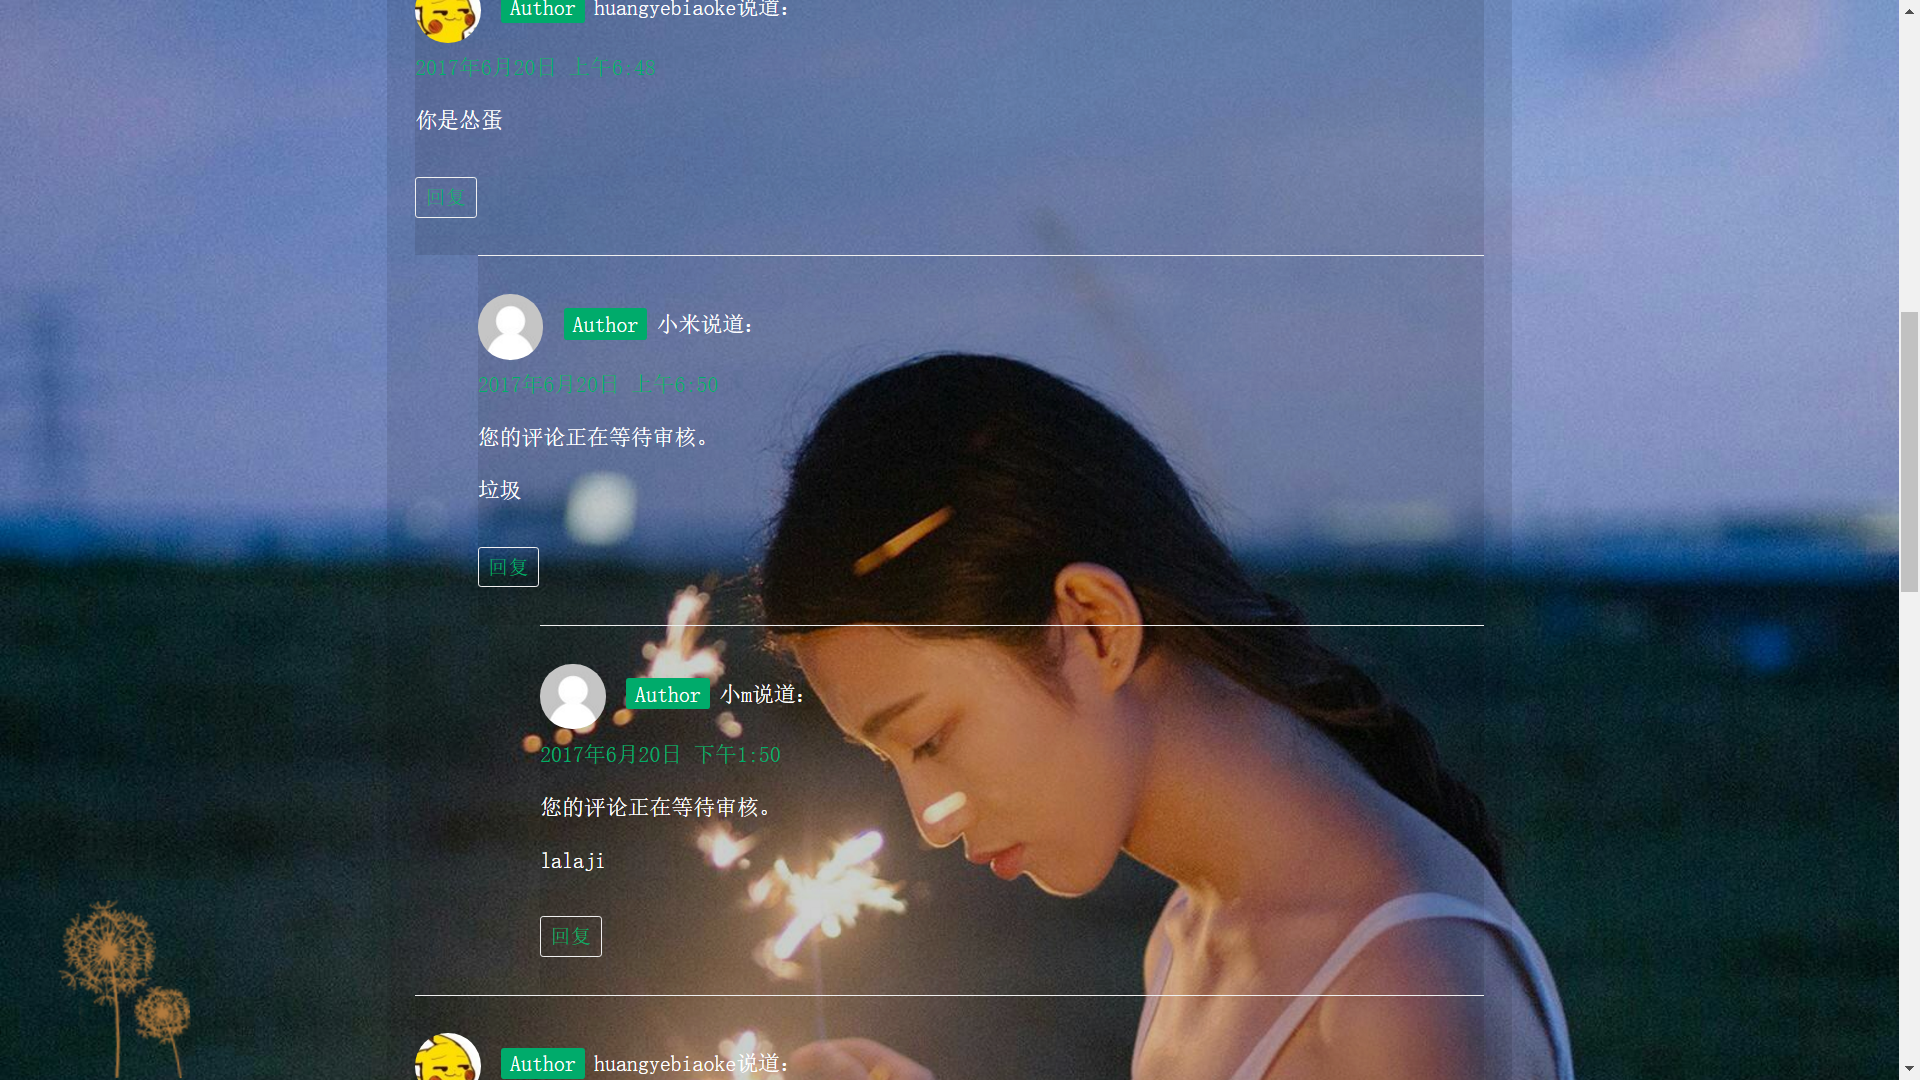 Author huangyebiaoke说道：
2017年6月20日 上午6:48
你是怂蛋
回复
Author 小米说道：
2017年6月20日 上午6:50
您的评论正在等待审核。
垃圾
回复
Author 小m说道：
2017年6月20日 下午1:50
您的评论正在等待审核。
lalaji
回复
Author huangyebiaoke说道：